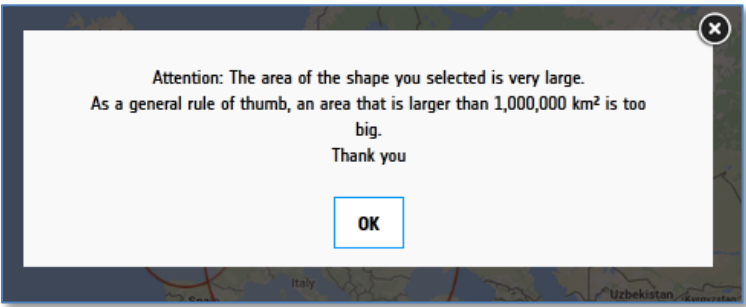 Attention: The area of the shape you selected is very large.
As a general rule of thumb, an area that is larger than 1,000,000 km² is too
big.
Thank you
OK
Italy
Uzbekistan
Kyrgyzstan